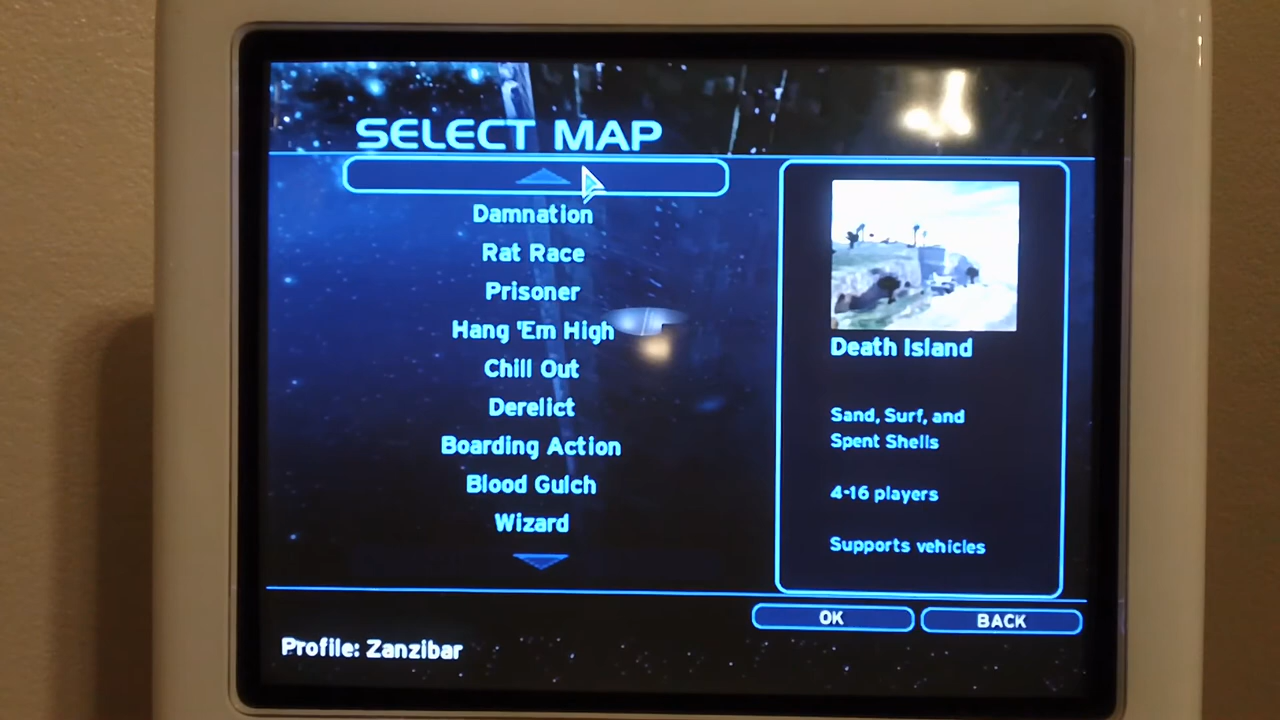 SELECT MAP
Damnation
Rat Race
Prisoner
Hang 'Em High
Chill Out
Derelict
Boarding Action
Blood Gulch
Wizard
Death Island
Sand, Surf, and
Spent Shells
4-16 players
Supports vehicles
OK
BACK
Profile: Zanzibar